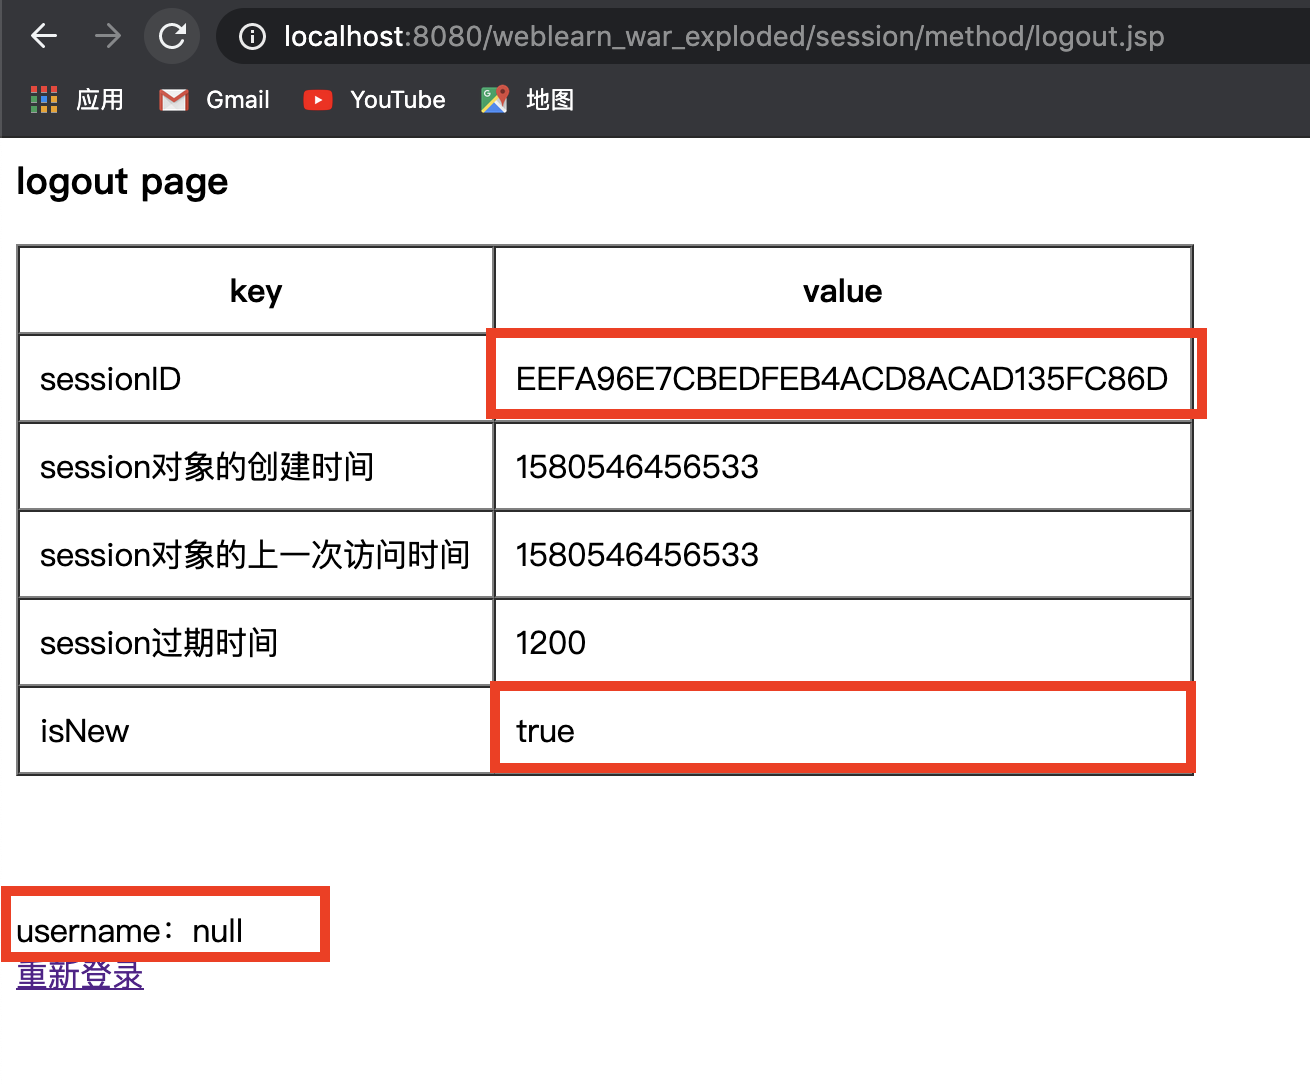 localhost:8080/weblearn_war_exploded/session/method/logout.jsp
应用 Gmail YouTube 地图
logout page
key value
sessionID EEFA96E7CBEDFEB4ACD8ACAD135FC86D
session对象的创建时间 1580546456533
session对象的上一次访问时间 1580546456533
session过期时间 1200
isNew true
username：null
重新登录